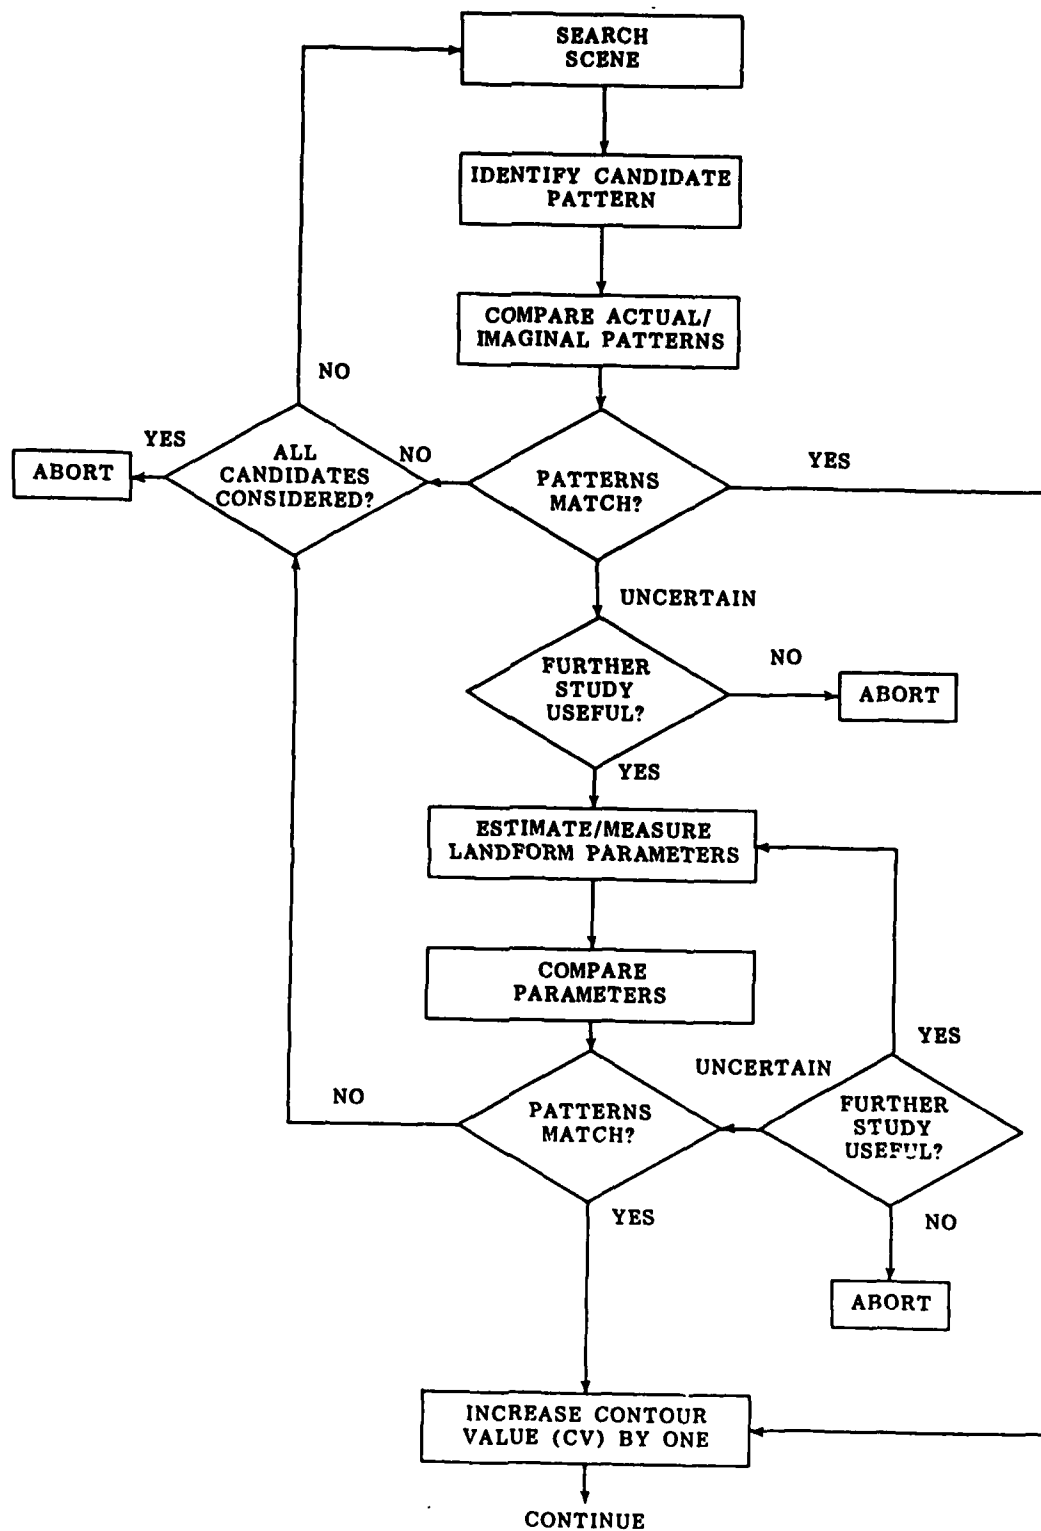 SEARCH
SCENE
IDENTIFY CANDIDATE
PATTERN
COMPARE ACTUAL/
IMAGINAL PATTERNS
NO
YES
ABORT
ALL
CANDIDATES
CONSIDERED?
NO
PATTERNS
MATCH?
YES
UNCERTAIN
FURTHER
STUDY
USEFUL?
NO
ABORT
YES
ESTIMATE/MEASURE
LANDFORM PARAMETERS
COMPARE
PARAMETERS
YES
UNCERTAIN
NO
PATTERNS
MATCH?
FURTHER
STUDY
USEFUL?
YES
NO
ABORT
INCREASE CONTOUR
VALUE (CV) BY ONE
CONTINUE